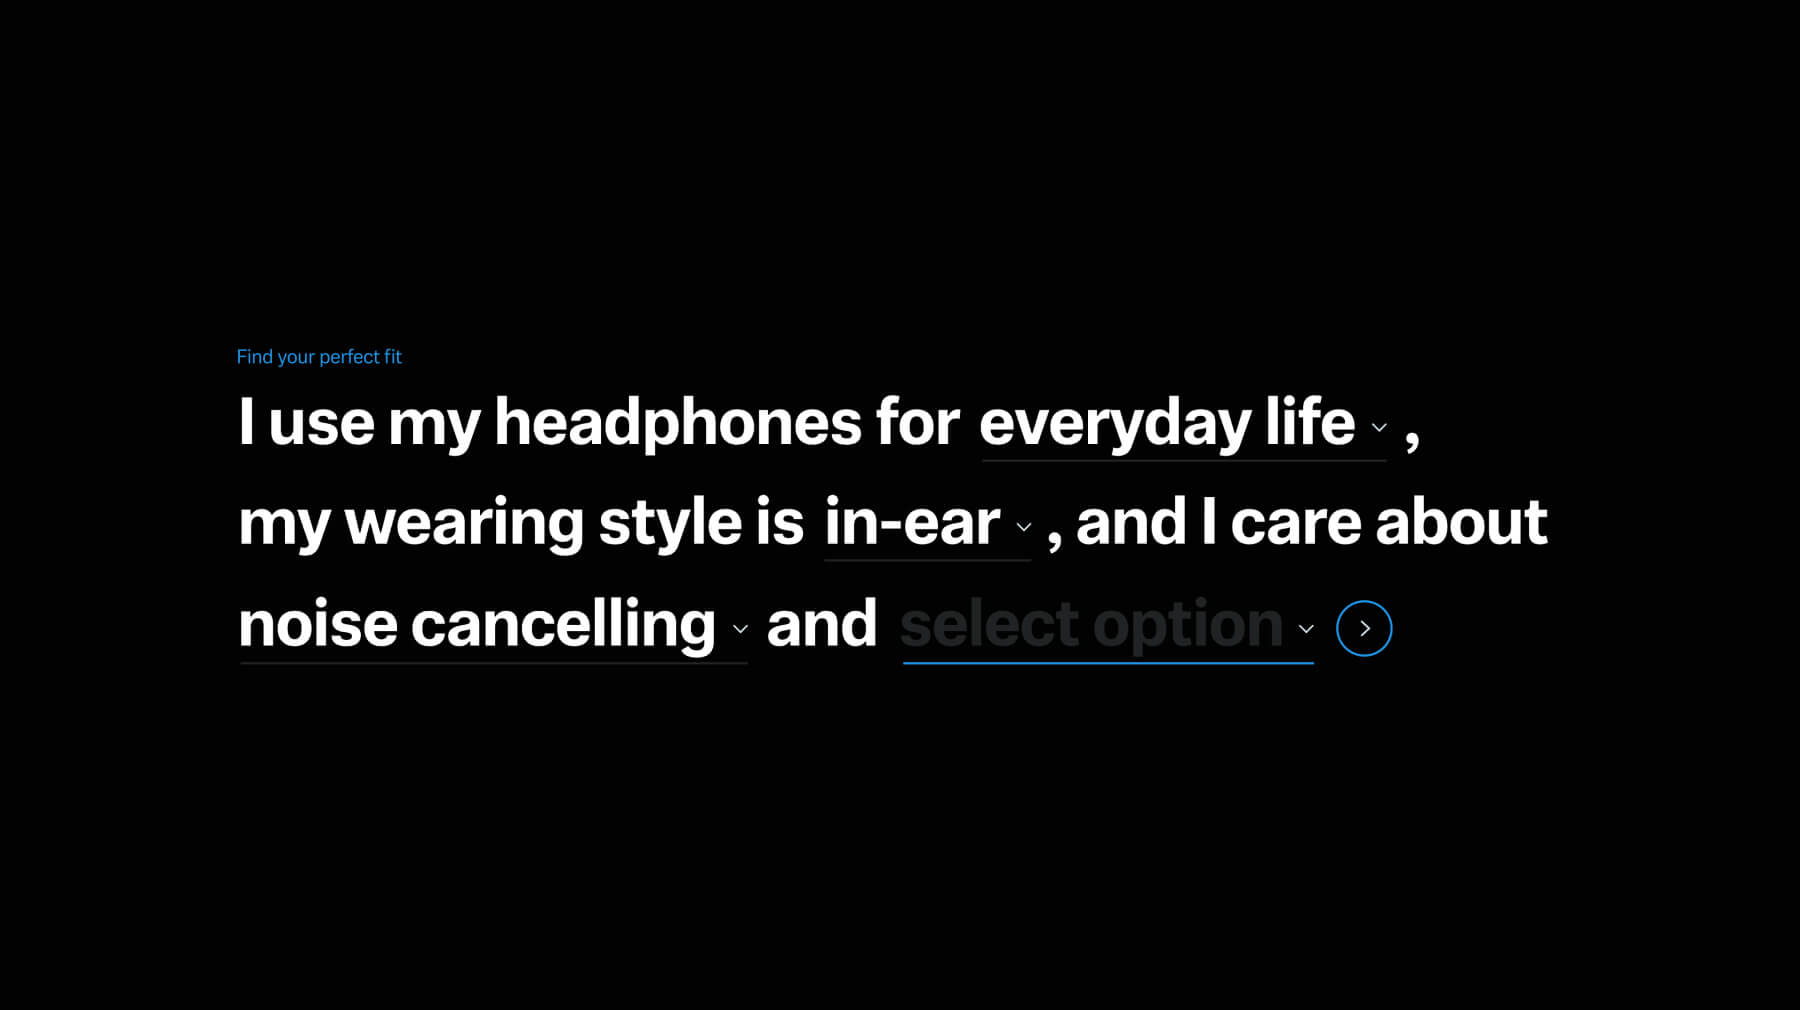 Find your perfect fit
I use my headphones for everyday life ,
my wearing style is in-ear , and I care about
noise cancelling and select option